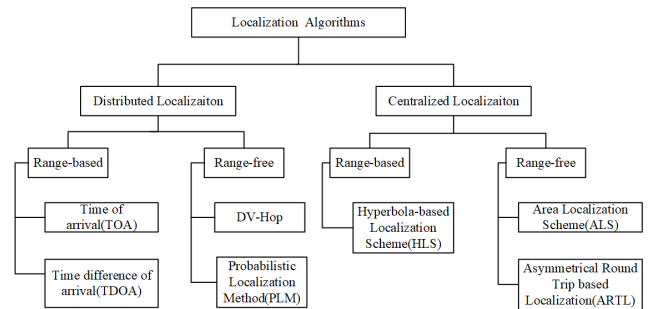 Localization Algorithms
Distributed Localizaiton
Centralized Localizaiton
Range-based
Range-free
Range-based
Range-free
Time of
arrival(TOA)
DV-Hop
Hyperbola-based
Localization
Scheme(HLS)
Area Localization
Scheme(ALS)
Time difference of
arrival(TDOA)
Probabilistic
Localization
Method(PLM)
Asymmetrical Round
Trip based
Localization(ARTL)